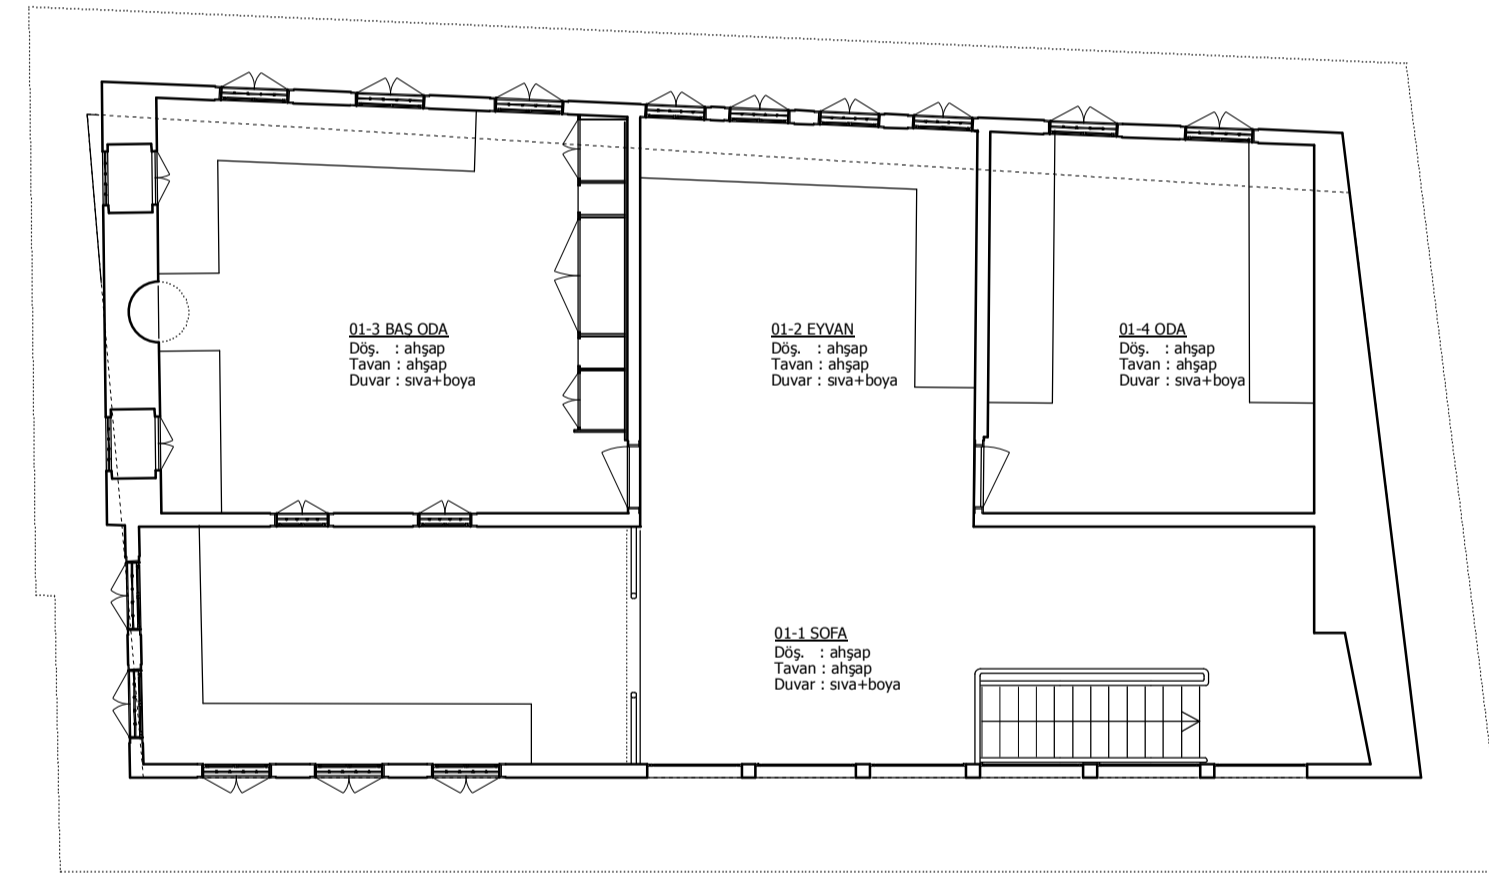 01-3 BAŞ ODA
Döş. : ahşap
Tavan : ahşap
Duvar : sıva+boya
01-2 EYVAN
Döş. : ahşap
Tavan : ahşap
Duvar : sıva+boya
01-4 ODA
Döş. : ahşap
Tavan : ahşap
Duvar : sıva+boya
01-1 SOFA
Döş. : ahşap
Tavan : ahşap
Duvar : sıva+boya